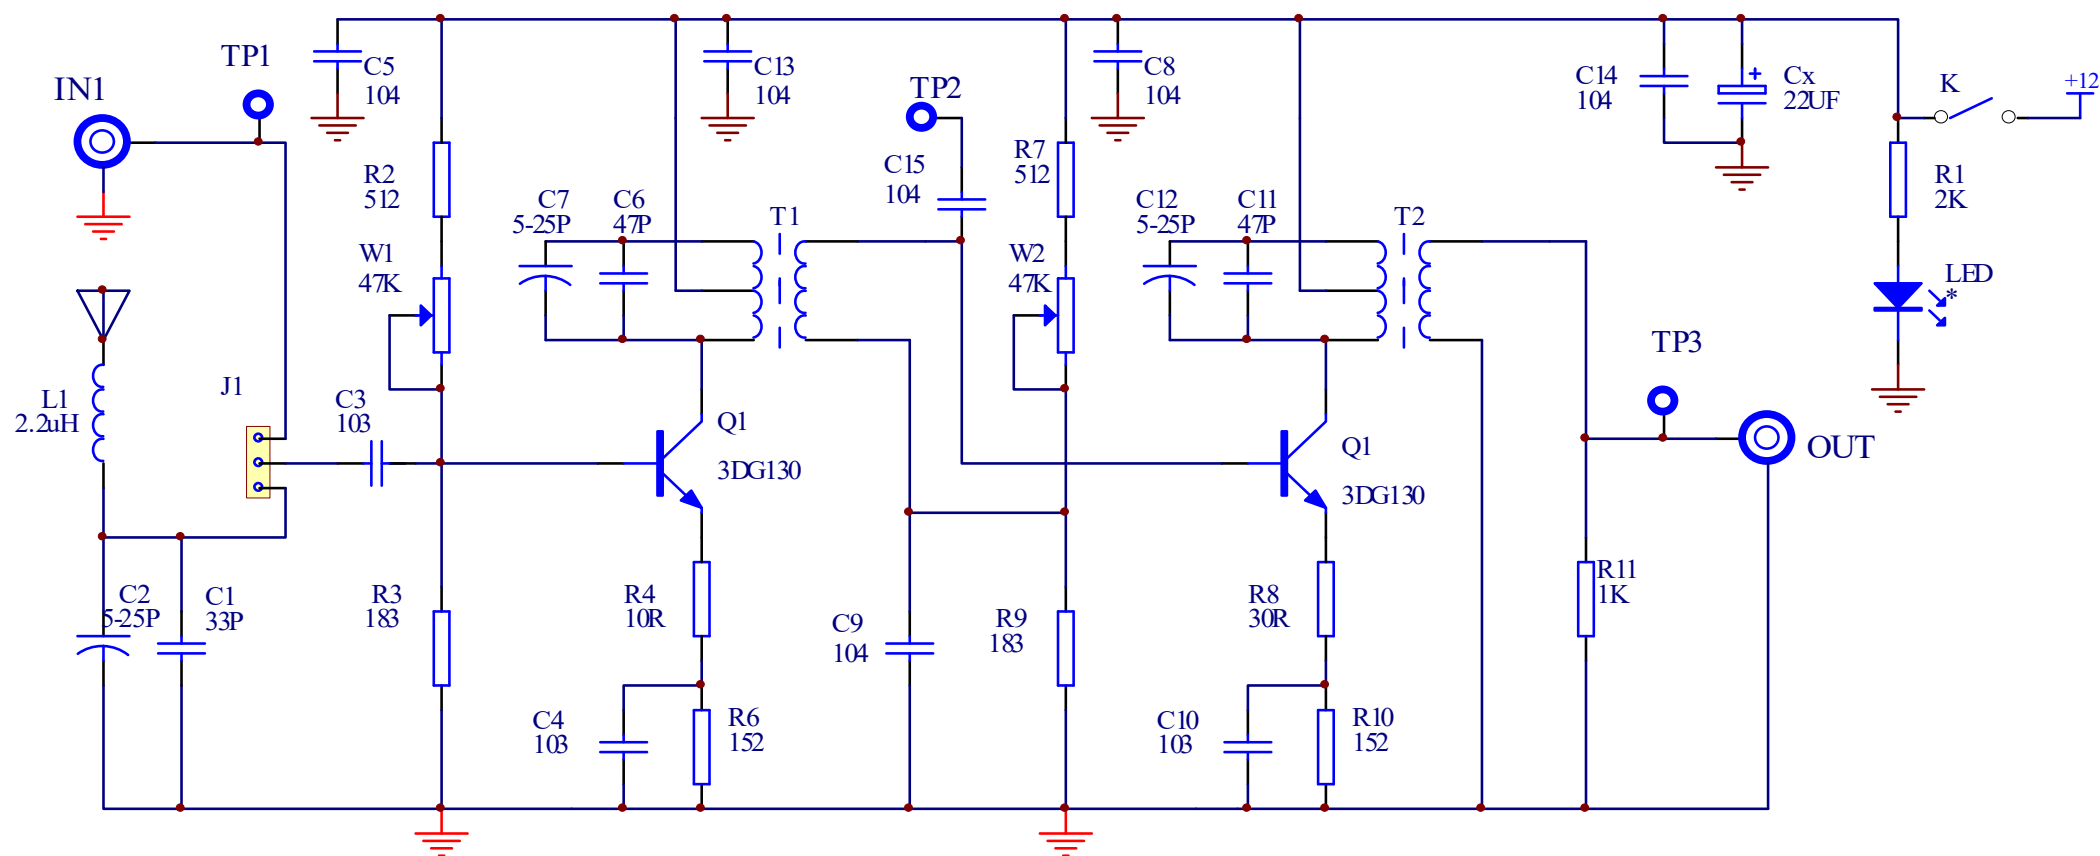 IN1
TP1
C5
104
C13
104
TP2
C8
104
C14
104
+
Cx
22UF
K
+12
R2
512
C7
5-25P
C6
47P
T1
C15
104
R7
512
C12
5-25P
C11
47P
T2
R1
2K
W1
47K
W2
47K
LED
*
L1
2.2uH
J1
C3
103
Q1
3DG130
Q1
3DG130
TP3
OUT
C2
5-25P
C1
33P
R3
183
R4
10R
C9
104
R9
183
R8
30R
R11
1K
C4
103
R6
152
C10
103
R10
152